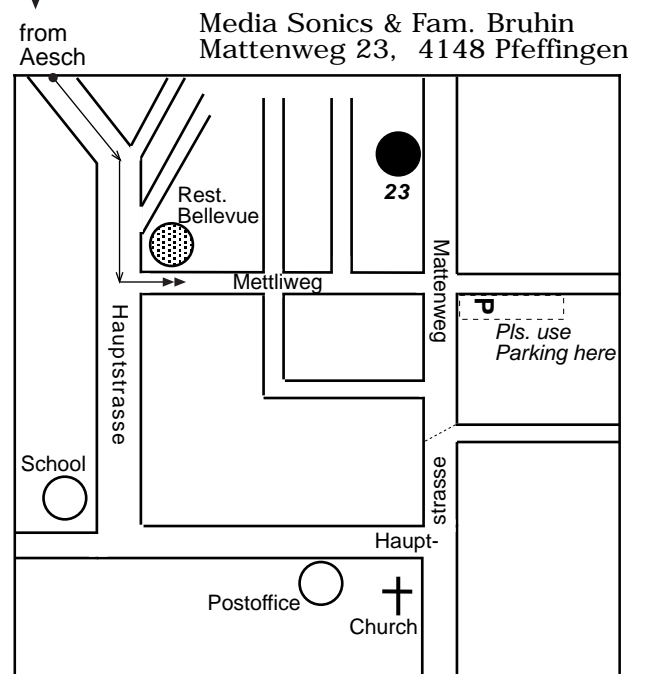 Media Sonics & Fam. Bruhin
Mattenweg 23, 4148 Pfeffingen
from
Aesch
23
Rest.
Bellevue
Mettliweg
Mattenweg
P
Pls. use
Parking here
Hauptstrasse
School
strasse
Haupt-
Postoffice
Church